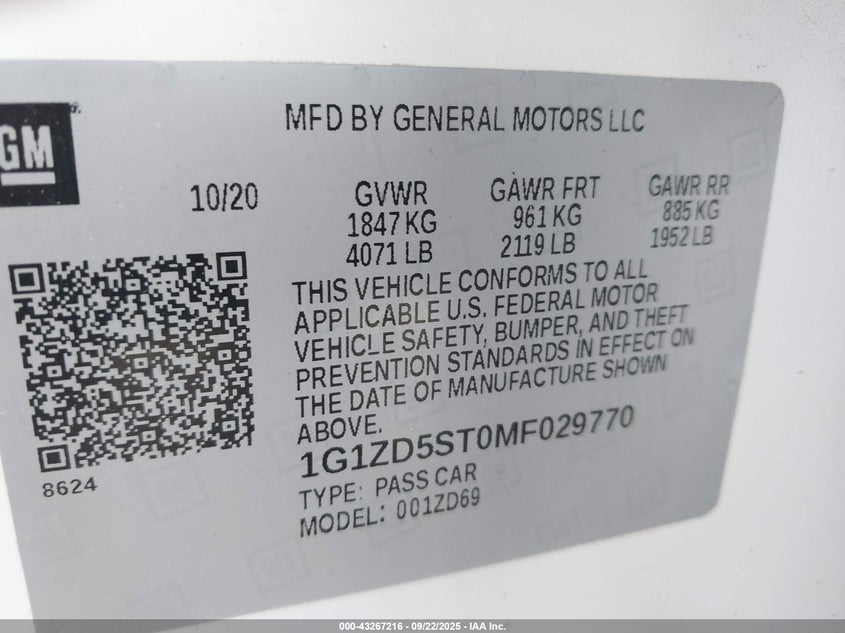 GM
MFD BY GENERAL MOTORS LLC
10/20 GVWR GAWR FRT GAWR RR
1847 KG 961 KG 885 KG
4071 LB 2119 LB 1952 LB
THIS VEHICLE CONFORMS TO ALL
APPLICABLE U.S. FEDERAL MOTOR
VEHICLE SAFETY, BUMPER, AND THEFT
PREVENTION STANDARDS IN EFFECT ON
THE DATE OF MANUFACTURE SHOWN
ABOVE.
1G1ZD5ST0MF029770
8624
TYPE: PASS CAR
MODEL: 001ZD69
000-43267216 - 09/22/2025 - IAA Inc.